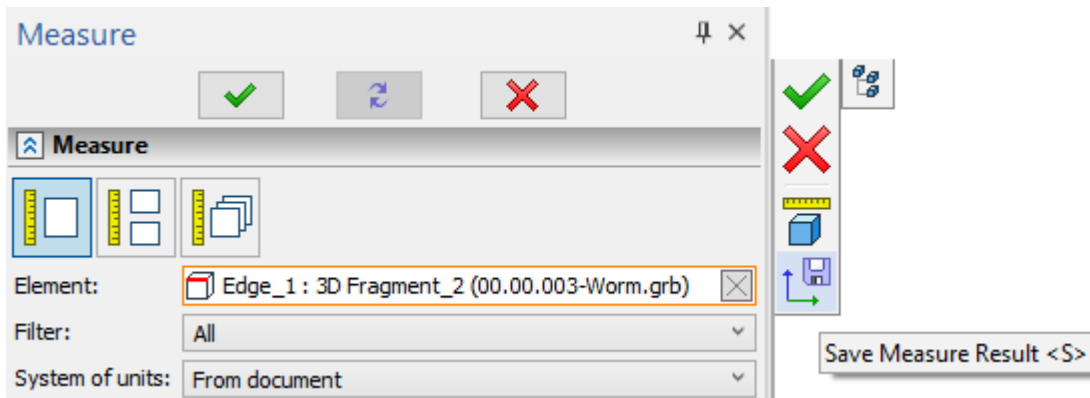 Measure
Measure
Element: Edge_1 : 3D Fragment_2 (00.00.003-Worm.grb)
Filter: All
System of units: From document
Save Measure Result <S>